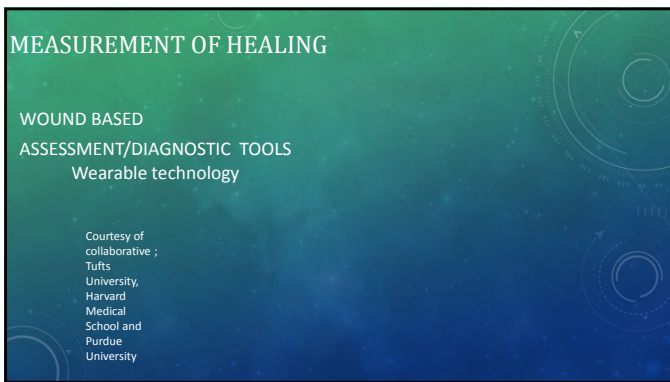 MEASUREMENT OF HEALING
WOUND BASED
ASSESSMENT/DIAGNOSTIC TOOLS
Wearable technology
Courtesy of
collaborative ;
Tufts
University,
Harvard
Medical
School and
Purdue
University